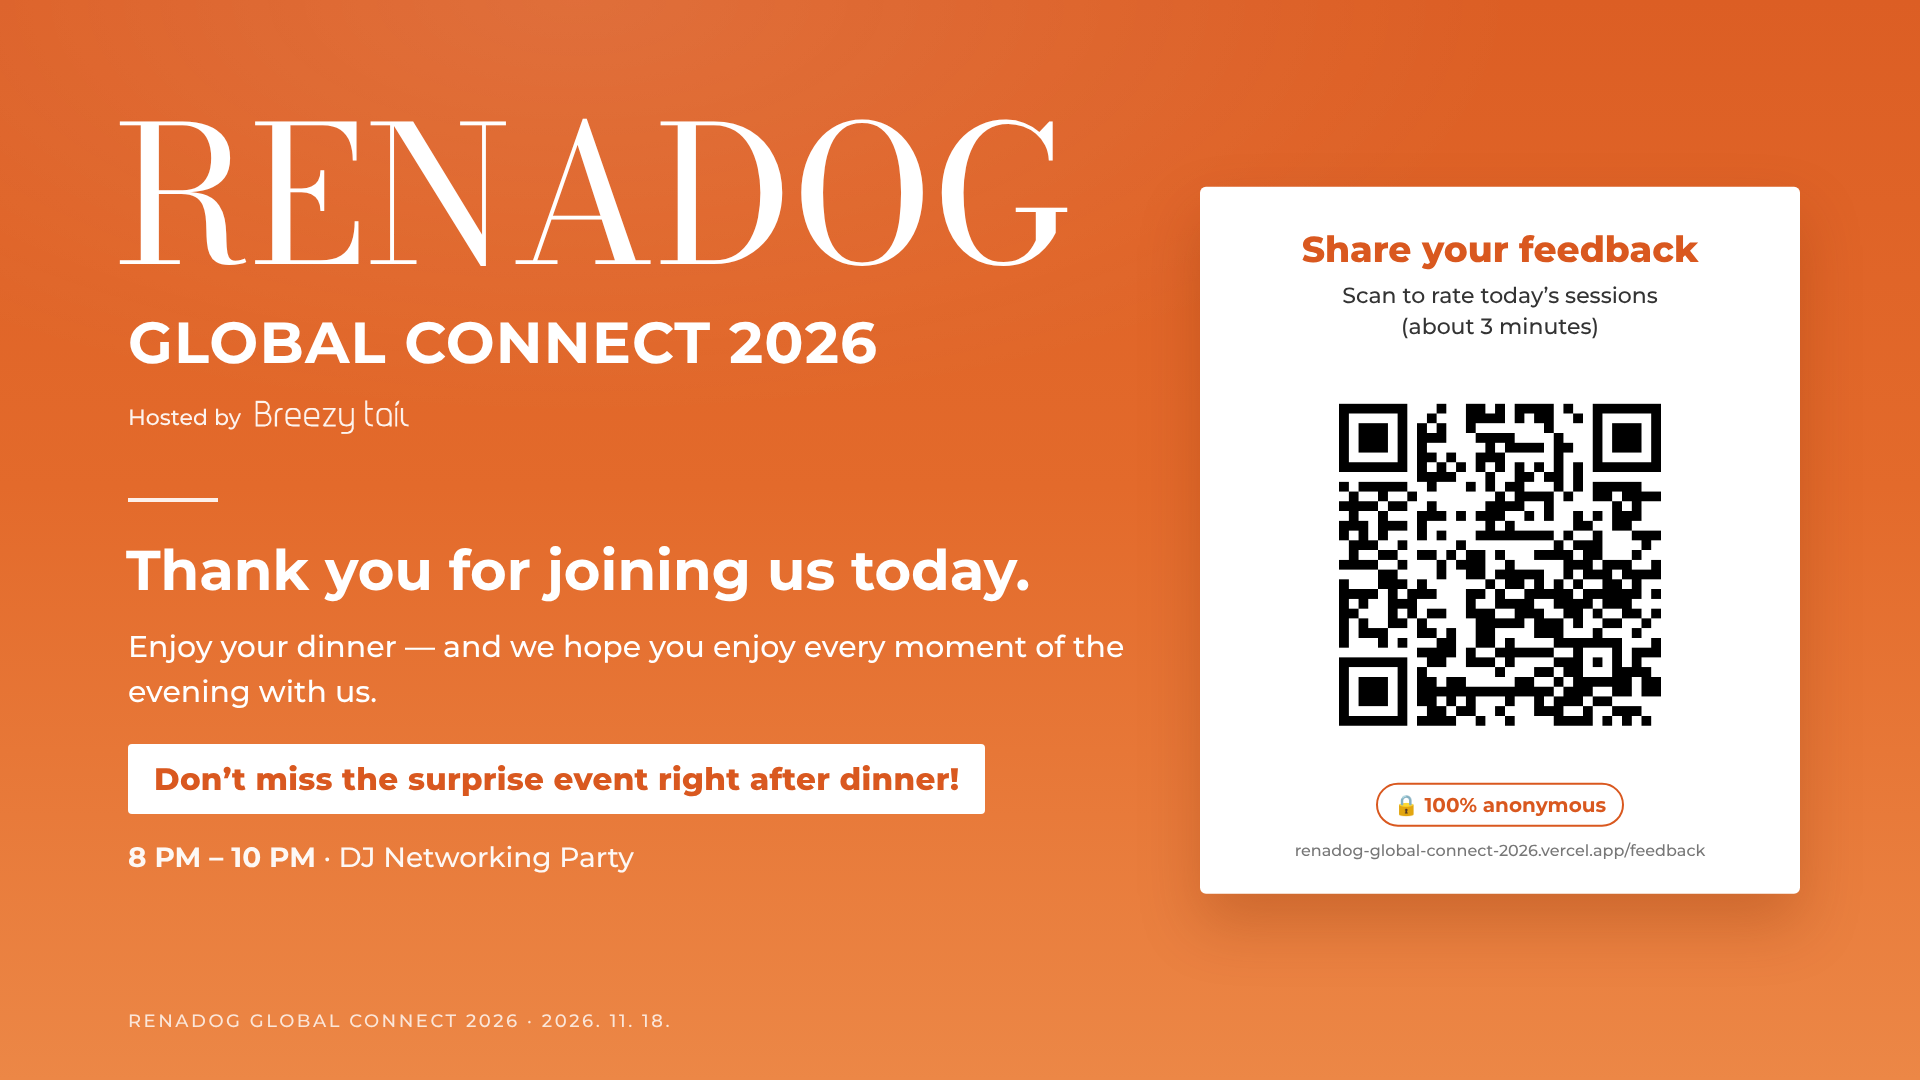 RENADOG
GLOBAL CONNECT 2026
Hosted by Breezy tail
Thank you for joining us today.
Enjoy your dinner — and we hope you enjoy every moment of the
evening with us.
Don’t miss the surprise event right after dinner!
8 PM – 10 PM · DJ Networking Party
RENADOG GLOBAL CONNECT 2026 · 2026. 11. 18.
Share your feedback
Scan to rate today’s sessions
(about 3 minutes)
🔒 100% anonymous
renadog-global-connect-2026.vercel.app/feedback